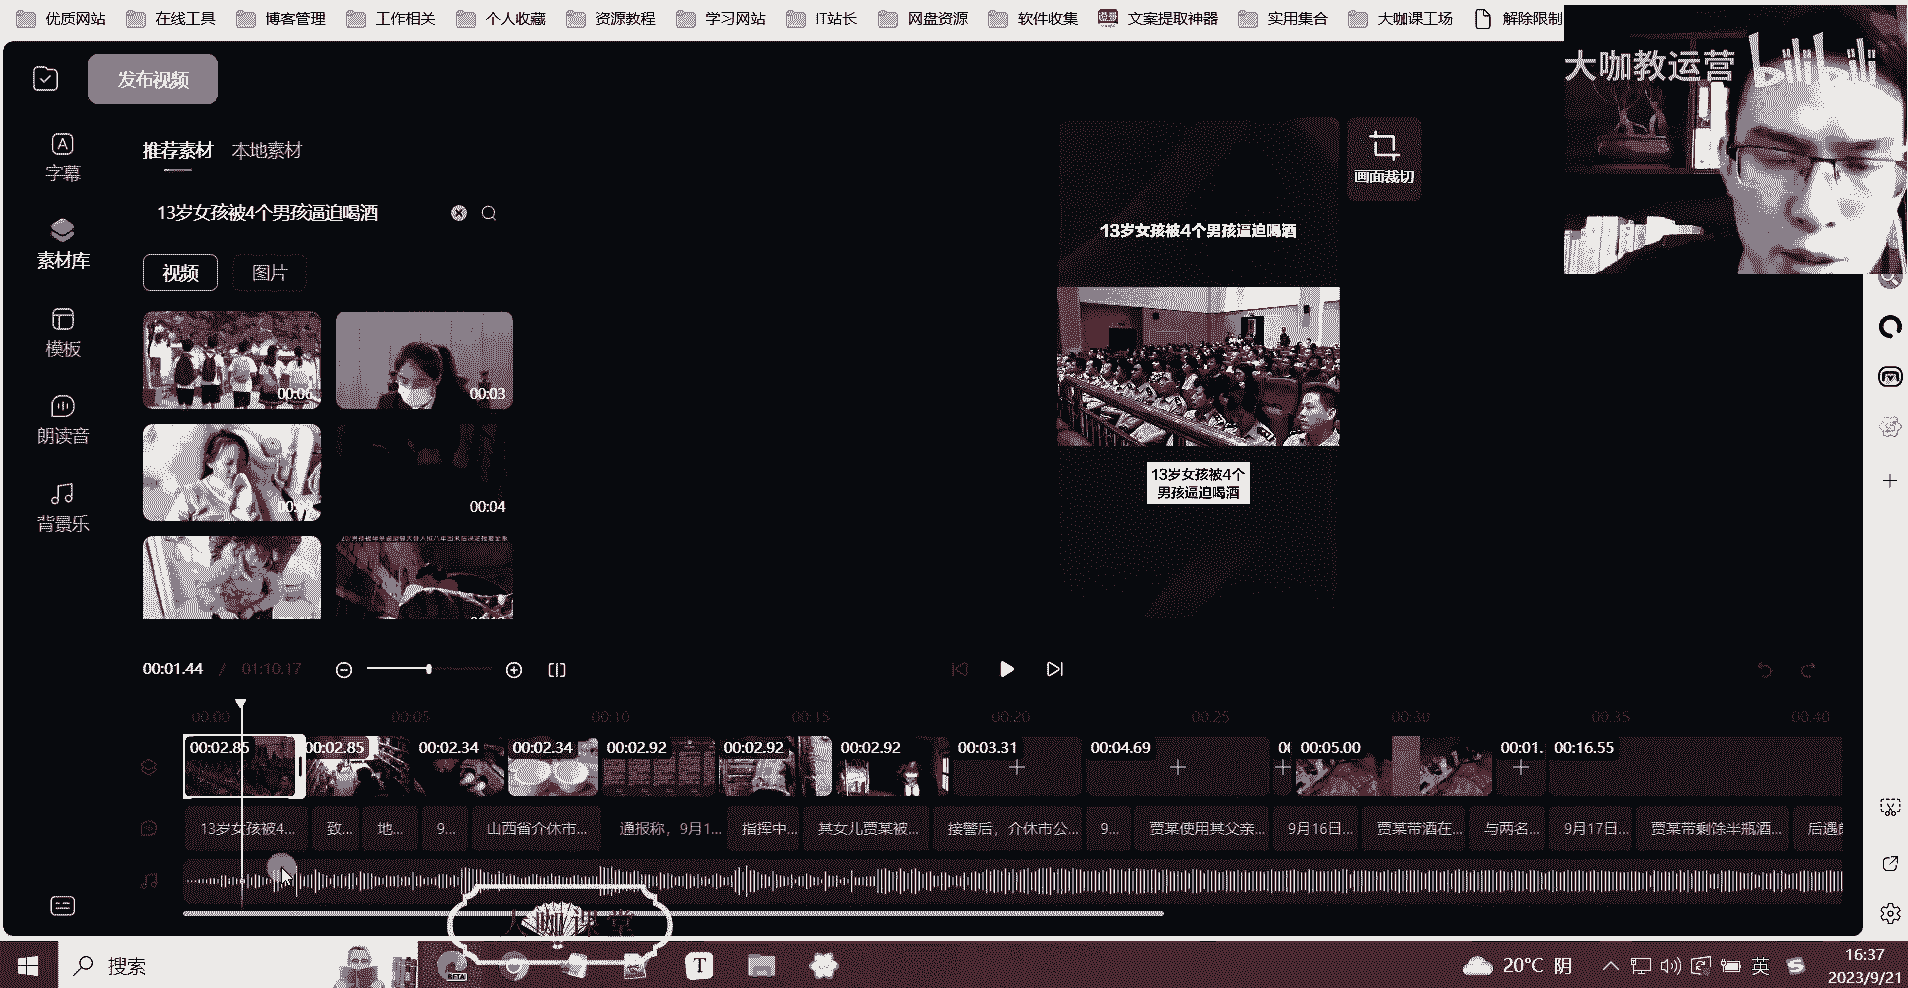 优质网站
在线工具
博客管理
工作相关
个人收藏
资源教程
学习网站
IT站长
网盘资源
软件收集
文案提取神器
实用集合
大咖课工场
解除限制
大咖教运营
bilibili
发布视频
字幕
素材库
模板
朗读音
背景乐
推荐素材 本地素材
13岁女孩被4个男孩逼迫喝酒
视频 图片
00:06
00:03
00:04
画面裁切
13岁女孩被4个男孩逼迫喝酒
13岁女孩被4个
男孩逼迫喝酒
00:01.44 / 01:10.17
00:00 00:05 00:10 00:15 00:20 00:25 00:30 00:35 00:40
00:02.85 00:02.85 00:02.34 00:02.34 00:02.92 00:02.92 00:02.92 00:03.31 00:04.69 00:05.00 00:01. 00:16.55
13岁女孩被4... 致... 地... 9... 山西省介休市... 通报称，9月1... 指挥中... 其女儿贾某被... 接警后，介休市公... 9... 贾某使用其父亲... 9月16日... 贾某带酒在... 与两名... 9月17日... 贾某带剩余半瓶酒...
大咖课堂
搜索
BETA
T
20°C 阴
英
16:37
2023/9/21